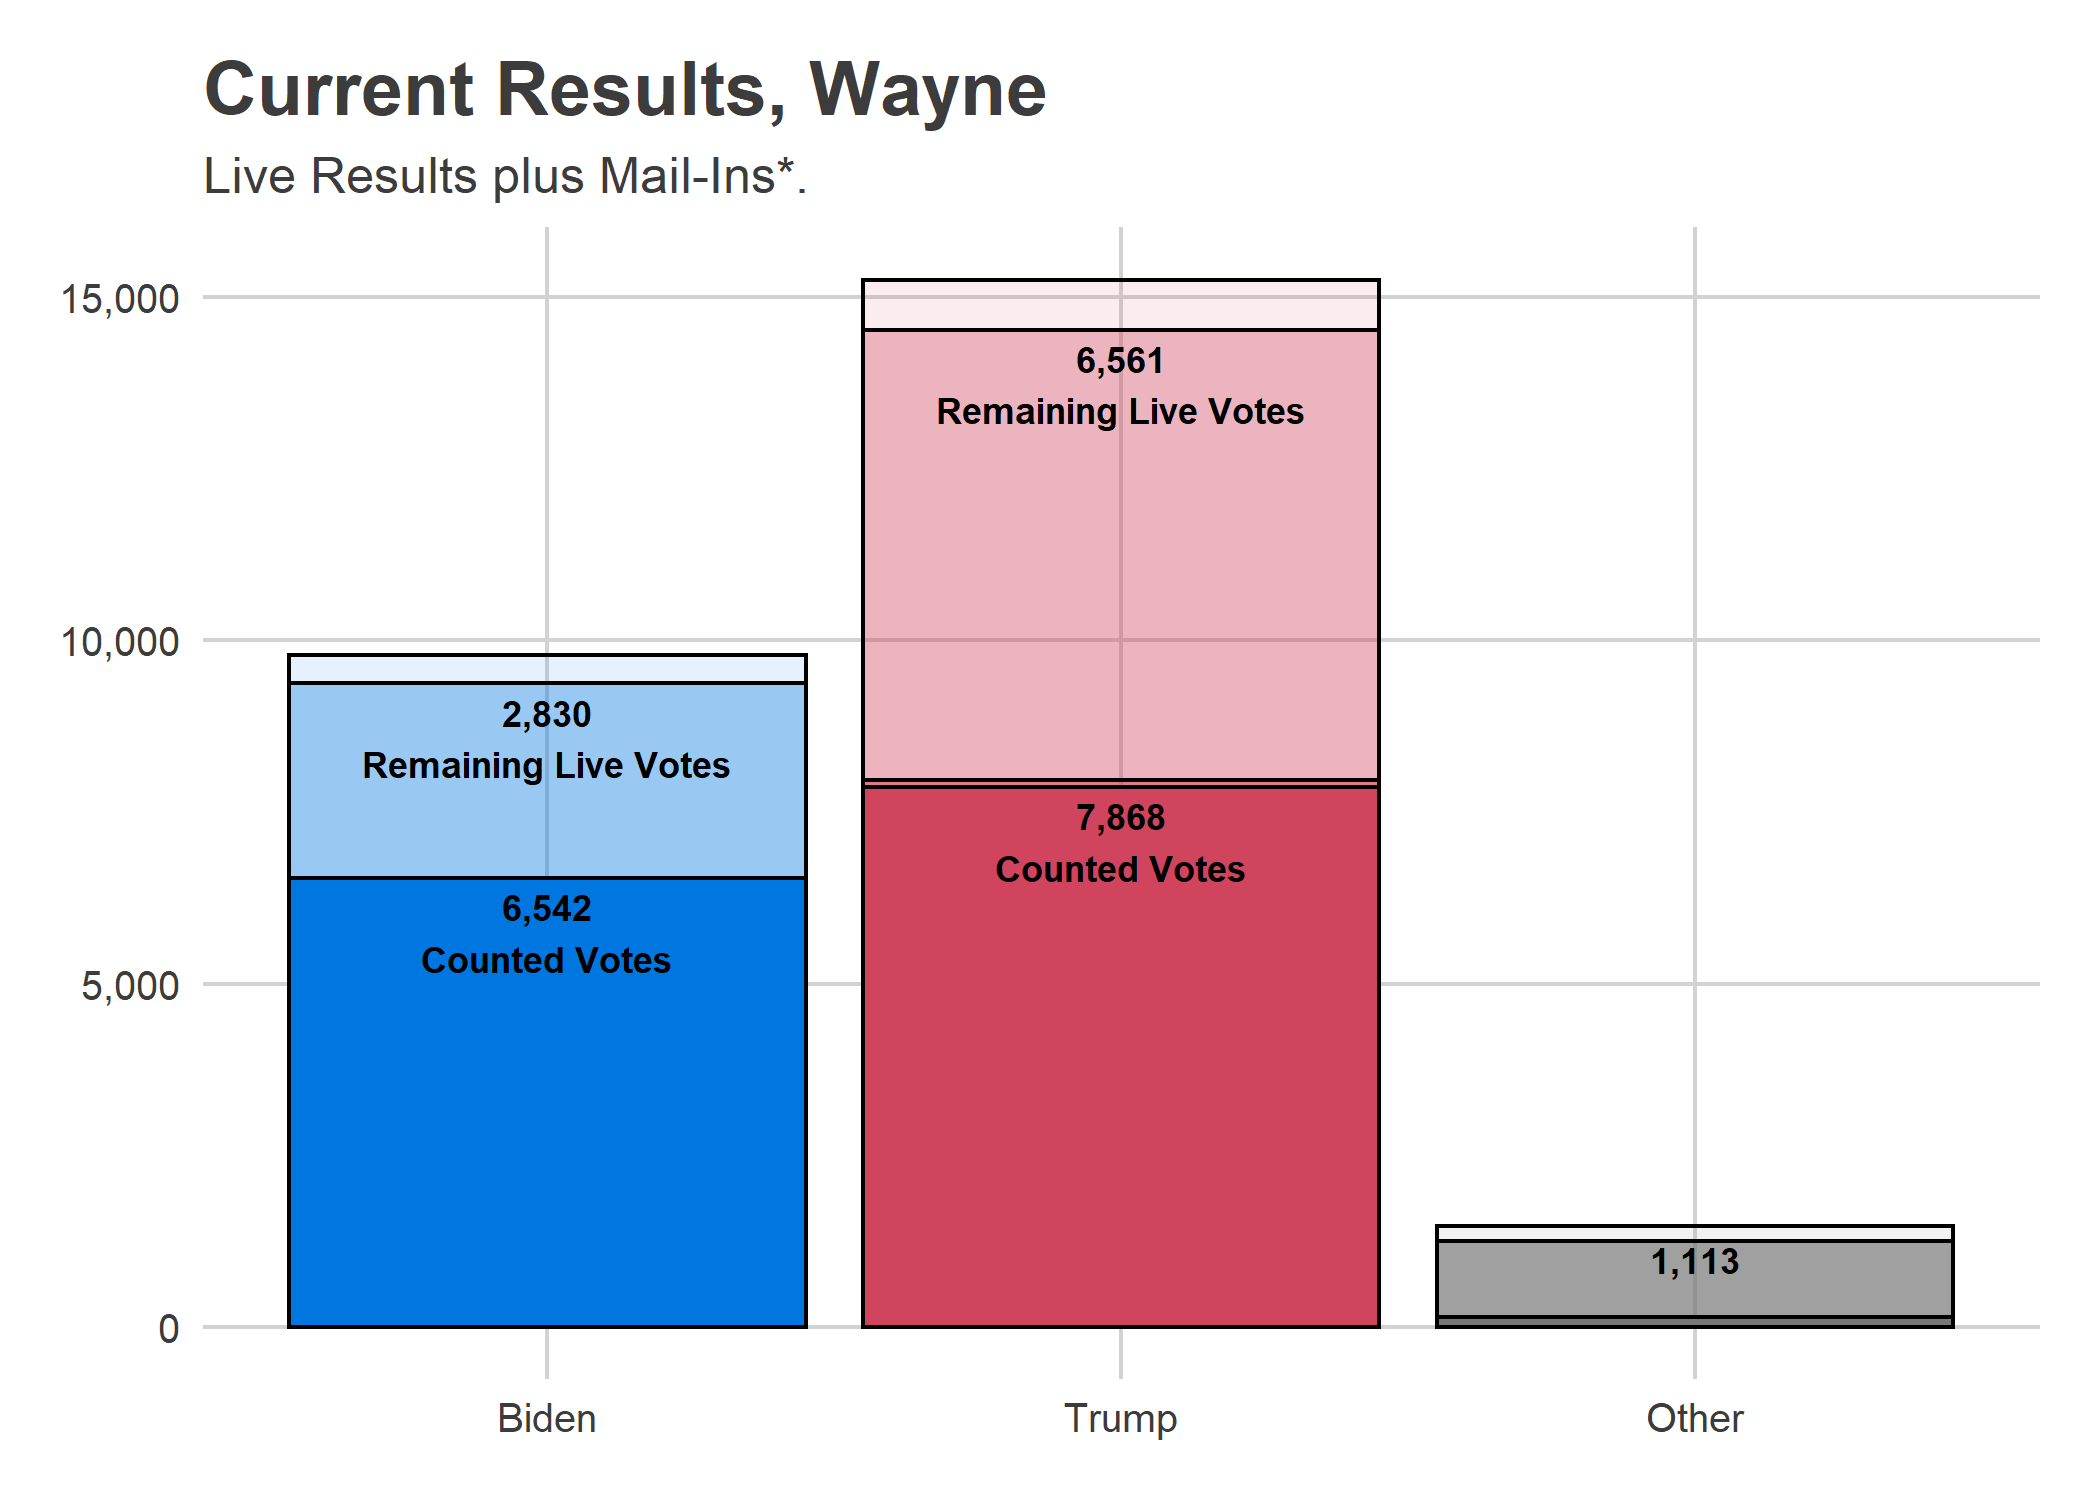 Current Results, Wayne
Live Results plus Mail-Ins*.
15,000
10,000
5,000
0
2,830
Remaining Live Votes
6,542
Counted Votes
6,561
Remaining Live Votes
7,868
Counted Votes
1,113
Biden
Trump
Other